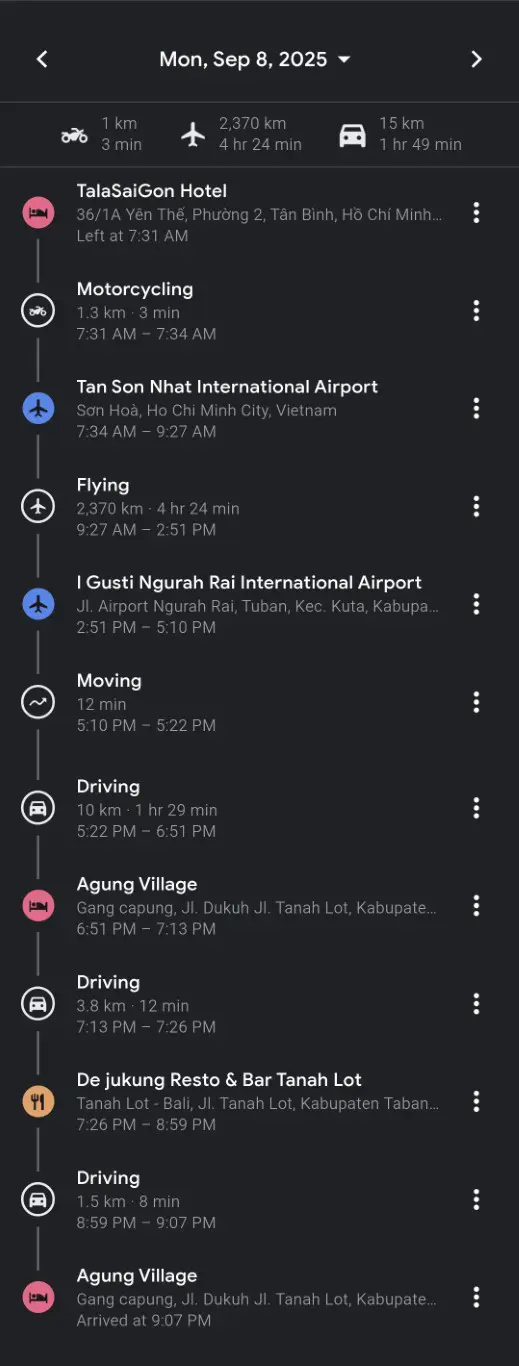 Mon, Sep 8, 2025
1 km
3 min
2,370 km
4 hr 24 min
15 km
1 hr 49 min
TalaSaiGon Hotel
36/1A Yên Thế, Phường 2, Tân Bình, Hồ Chí Minh...
Left at 7:31 AM
Motorcycling
1.3 km · 3 min
7:31 AM – 7:34 AM
Tan Son Nhat International Airport
Sơn Hoà, Ho Chi Minh City, Vietnam
7:34 AM – 9:27 AM
Flying
2,370 km · 4 hr 24 min
9:27 AM – 2:51 PM
I Gusti Ngurah Rai International Airport
Jl. Airport Ngurah Rai, Tuban, Kec. Kuta, Kabupa...
2:51 PM – 5:10 PM
Moving
12 min
5:10 PM – 5:22 PM
Driving
10 km · 1 hr 29 min
5:22 PM – 6:51 PM
Agung Village
Gang capung, Jl. Dukuh Jl. Tanah Lot, Kabupate...
6:51 PM – 7:13 PM
Driving
3.8 km · 12 min
7:13 PM – 7:26 PM
De jukung Resto & Bar Tanah Lot
Tanah Lot - Bali, Jl. Tanah Lot, Kabupaten Taban...
7:26 PM – 8:59 PM
Driving
1.5 km · 8 min
8:59 PM – 9:07 PM
Agung Village
Gang capung, Jl. Dukuh Jl. Tanah Lot, Kabupate...
Arrived at 9:07 PM